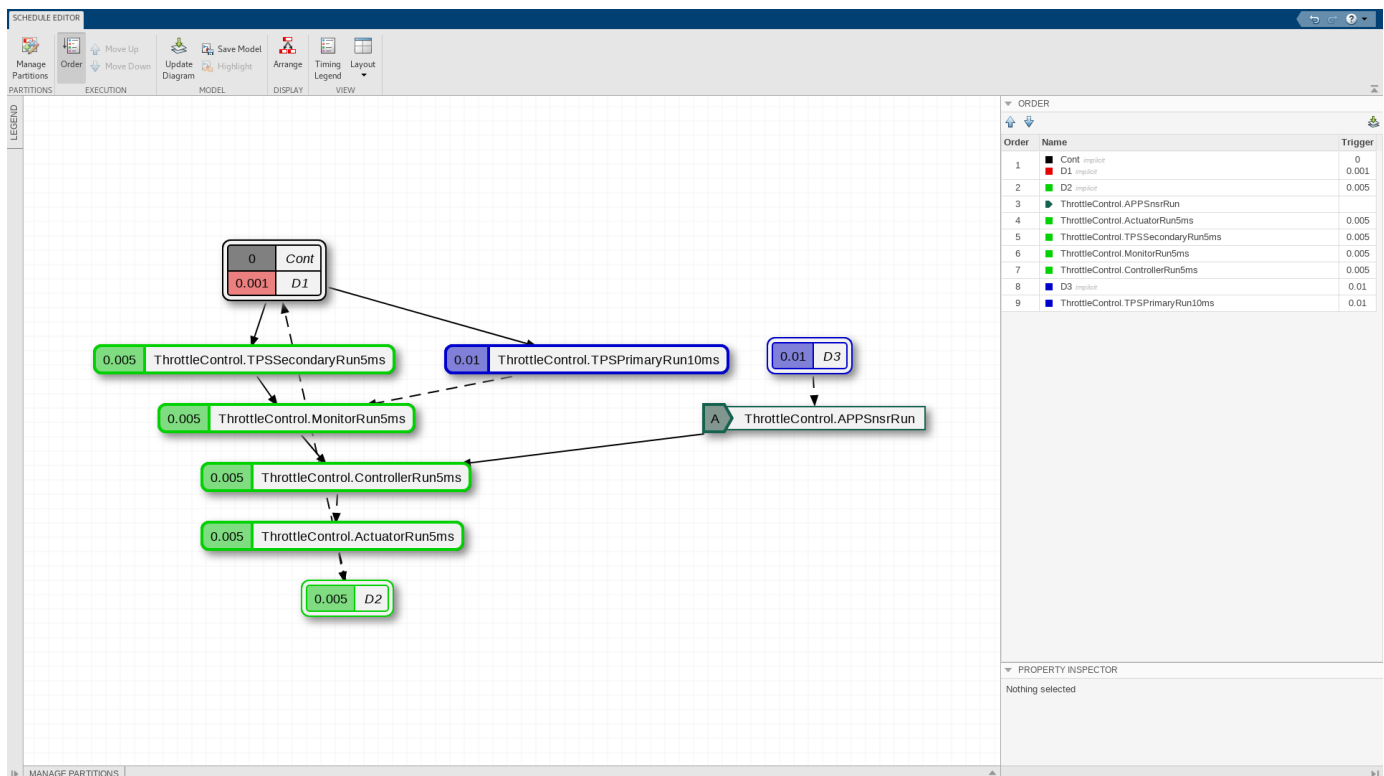 SCHEDULE EDITOR
?
Manage Partitions
Order
Move Up
Move Down
Update Diagram
Save Model
Highlight
Arrange
Timing Legend
Layout
PARTITIONS
EXECUTION
MODEL
DISPLAY
VIEW
LEGEND
0 Cont
0.001 D1
0.005 ThrottleControl.TPSSecondaryRun5ms
0.01 ThrottleControl.TPSPrimaryRun10ms
0.01 D3
0.005 ThrottleControl.MonitorRun5ms
A ThrottleControl.APPSnsrRun
0.005 ThrottleControl.ControllerRun5ms
0.005 ThrottleControl.ActuatorRun5ms
0.005 D2
MANAGE PARTITIONS
ORDER
Order Name Trigger
1 Cont implicit 0
D1 implicit 0.001
2 D2 implicit 0.005
3 ThrottleControl.APPSnsrRun
4 ThrottleControl.ActuatorRun5ms 0.005
5 ThrottleControl.TPSSecondaryRun5ms 0.005
6 ThrottleControl.MonitorRun5ms 0.005
7 ThrottleControl.ControllerRun5ms 0.005
8 D3 implicit 0.01
9 ThrottleControl.TPSPrimaryRun10ms 0.01
PROPERTY INSPECTOR
Nothing selected